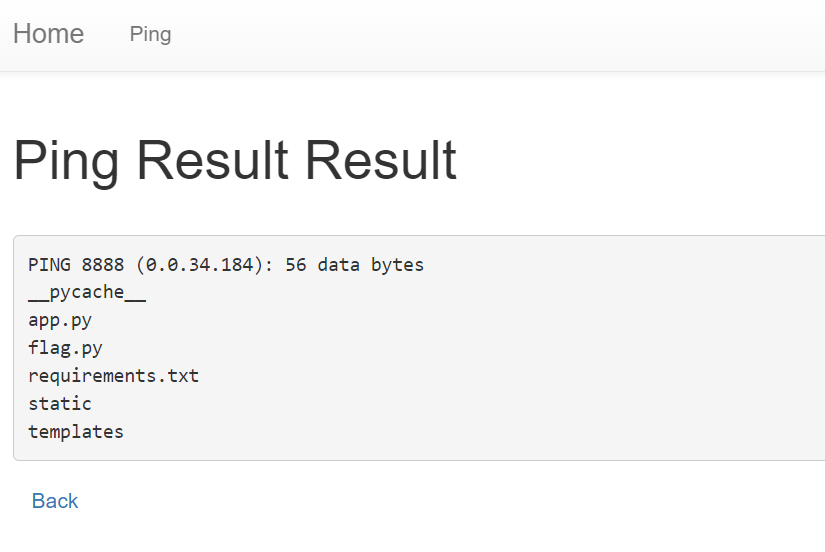 Home Ping
Ping Result Result
PING 8888 (0.0.34.184): 56 data bytes
__pycache__
app.py
flag.py
requirements.txt
static
templates
Back